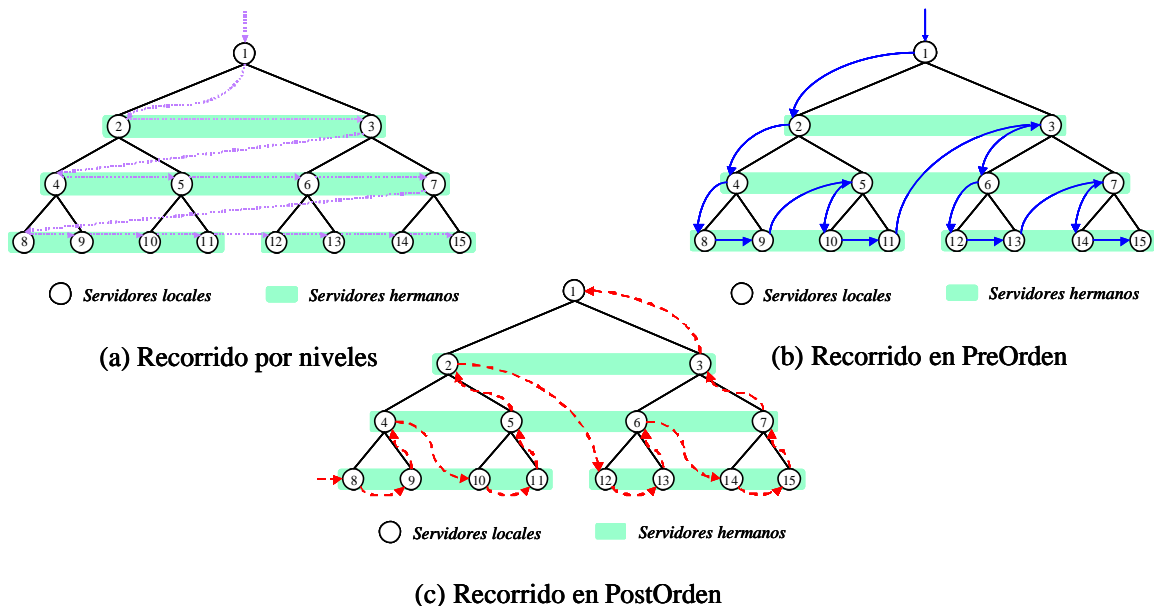 1
2 3
4 5 6 7
8 9 10 11 12 13 14 15
Servidores locales Servidores hermanos
(a) Recorrido por niveles
1
2 3
4 5 6 7
8 9 10 11 12 13 14 15
Servidores locales Servidores hermanos
(b) Recorrido en PreOrden
1
2 3
4 5 6 7
8 9 10 11 12 13 14 15
Servidores locales Servidores hermanos
(c) Recorrido en PostOrden